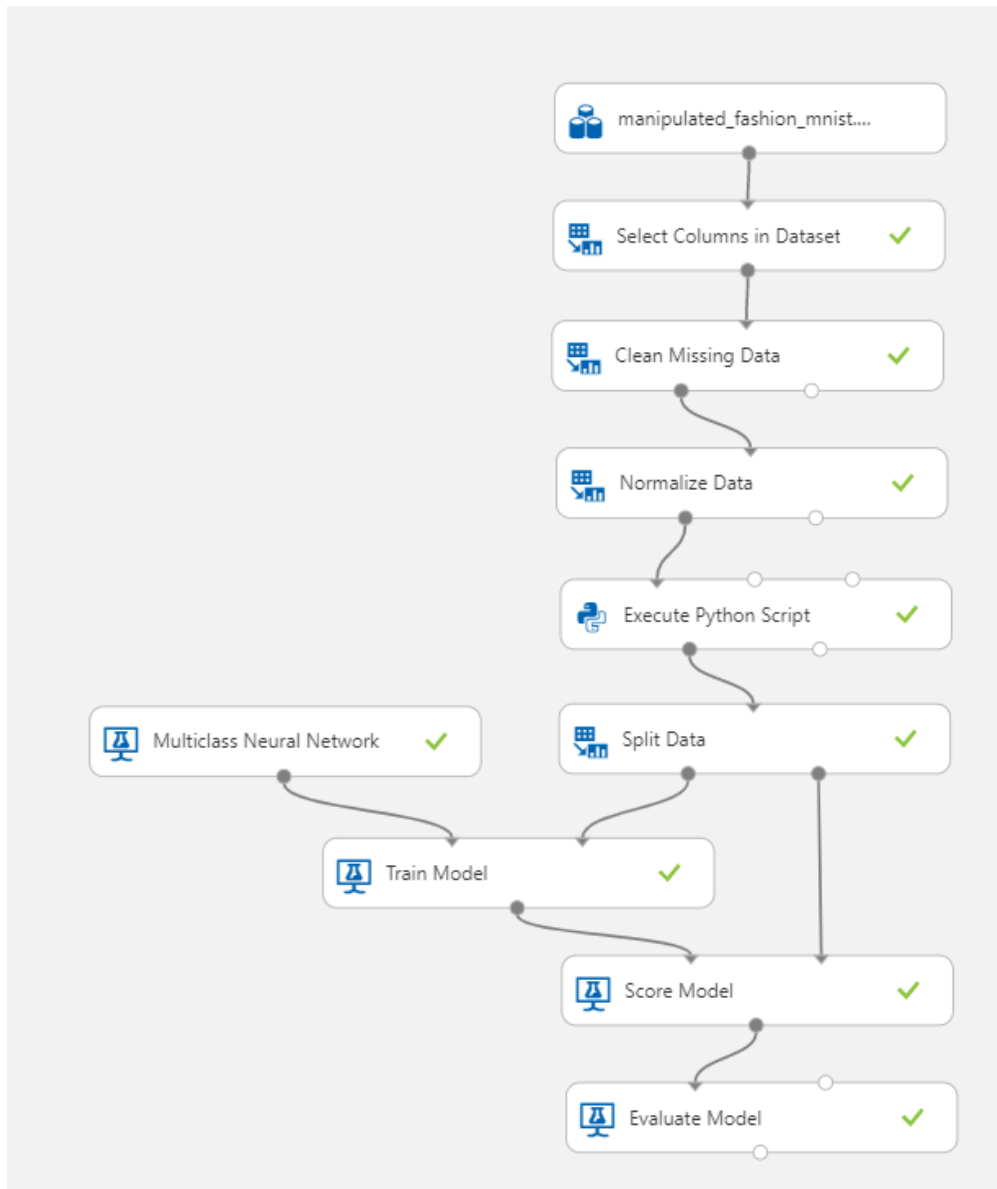 manipulated_fashion_mnist....
Select Columns in Dataset
Clean Missing Data
Normalize Data
Execute Python Script
Multiclass Neural Network
Split Data
Train Model
Score Model
Evaluate Model